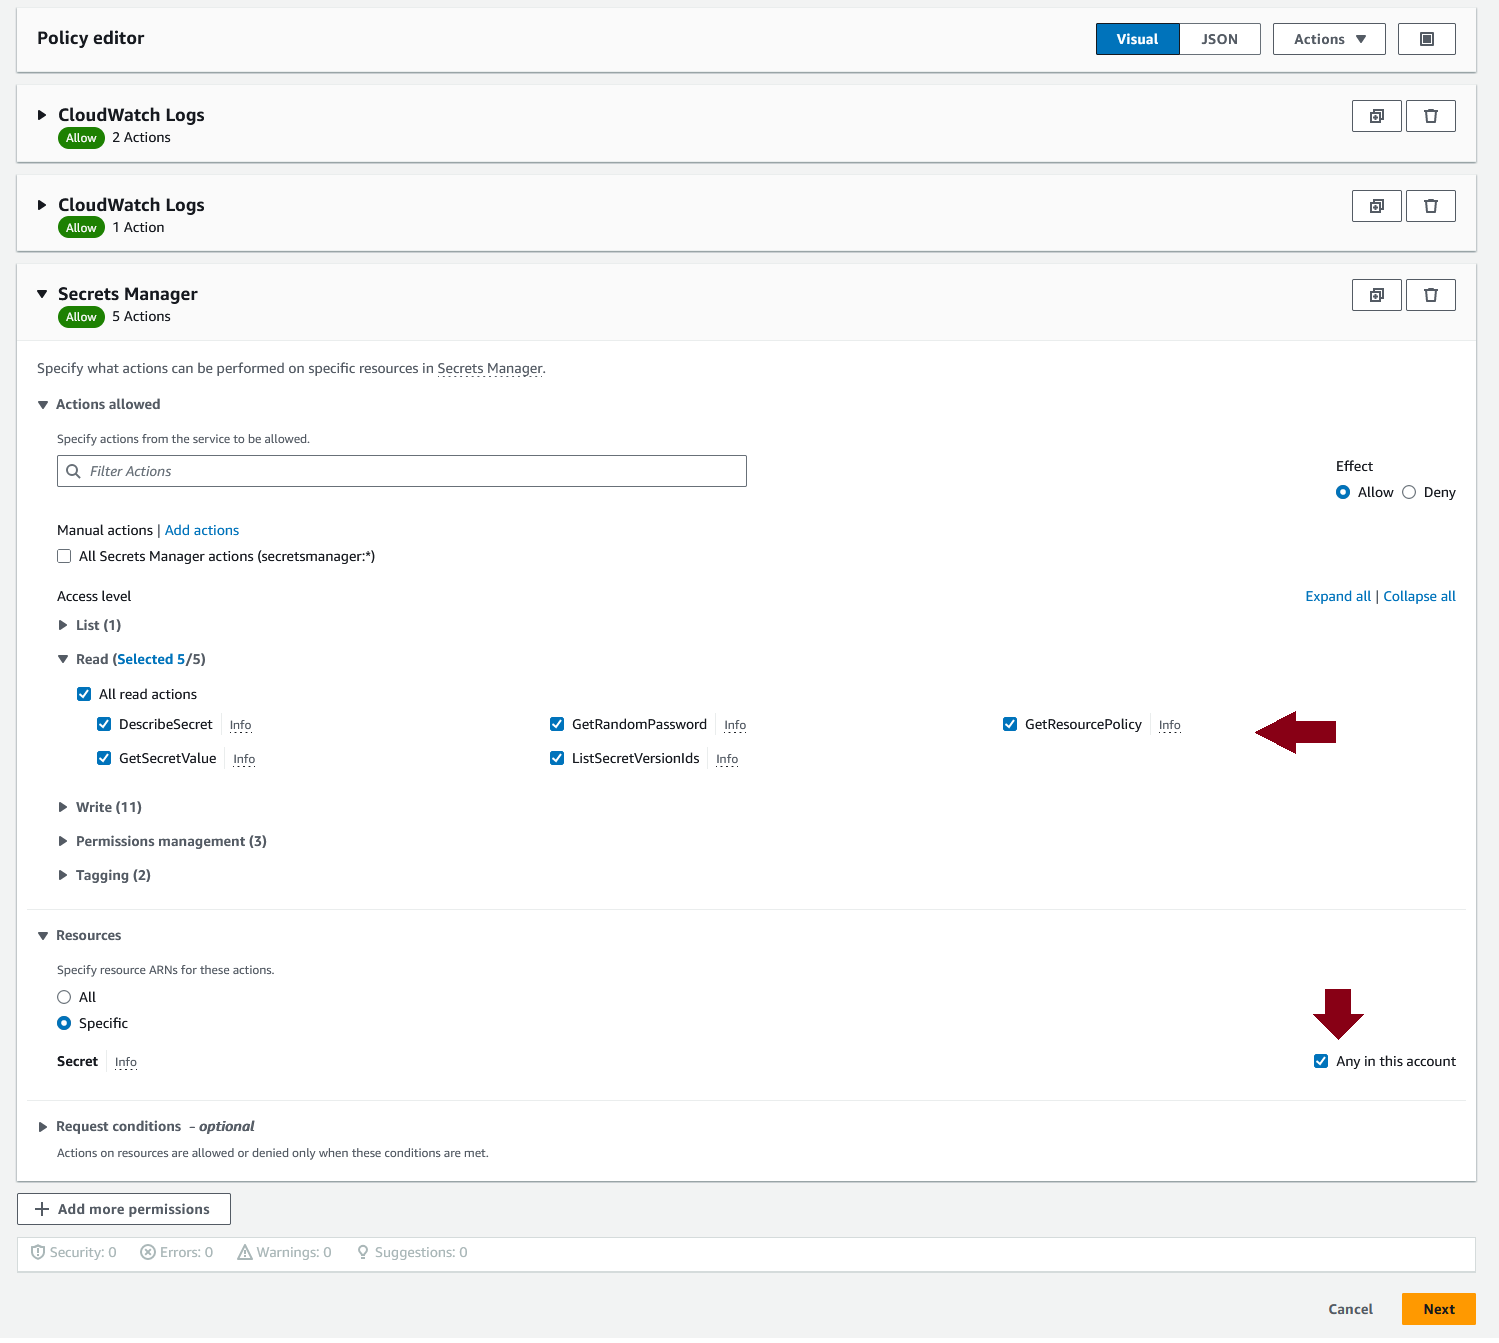 Policy editor
Visual JSON Actions
CloudWatch Logs
Allow 2 Actions
CloudWatch Logs
Allow 1 Action
Secrets Manager
Allow 5 Actions
Specify what actions can be performed on specific resources in Secrets Manager.
Actions allowed
Specify actions from the service to be allowed.
Filter Actions
Effect
Allow Deny
Manual actions | Add actions
All Secrets Manager actions (secretsmanager:*)
Access level Expand all | Collapse all
List (1)
Read (Selected 5/5)
All read actions
DescribeSecret Info GetRandomPassword Info GetResourcePolicy Info
GetSecretValue Info ListSecretVersionIds Info
Write (11)
Permissions management (3)
Tagging (2)
Resources
Specify resource ARNs for these actions.
All
Specific
Secret Info Any in this account
Request conditions - optional
Actions on resources are allowed or denied only when these conditions are met.
Add more permissions
Security: 0 Errors: 0 Warnings: 0 Suggestions: 0
Cancel Next